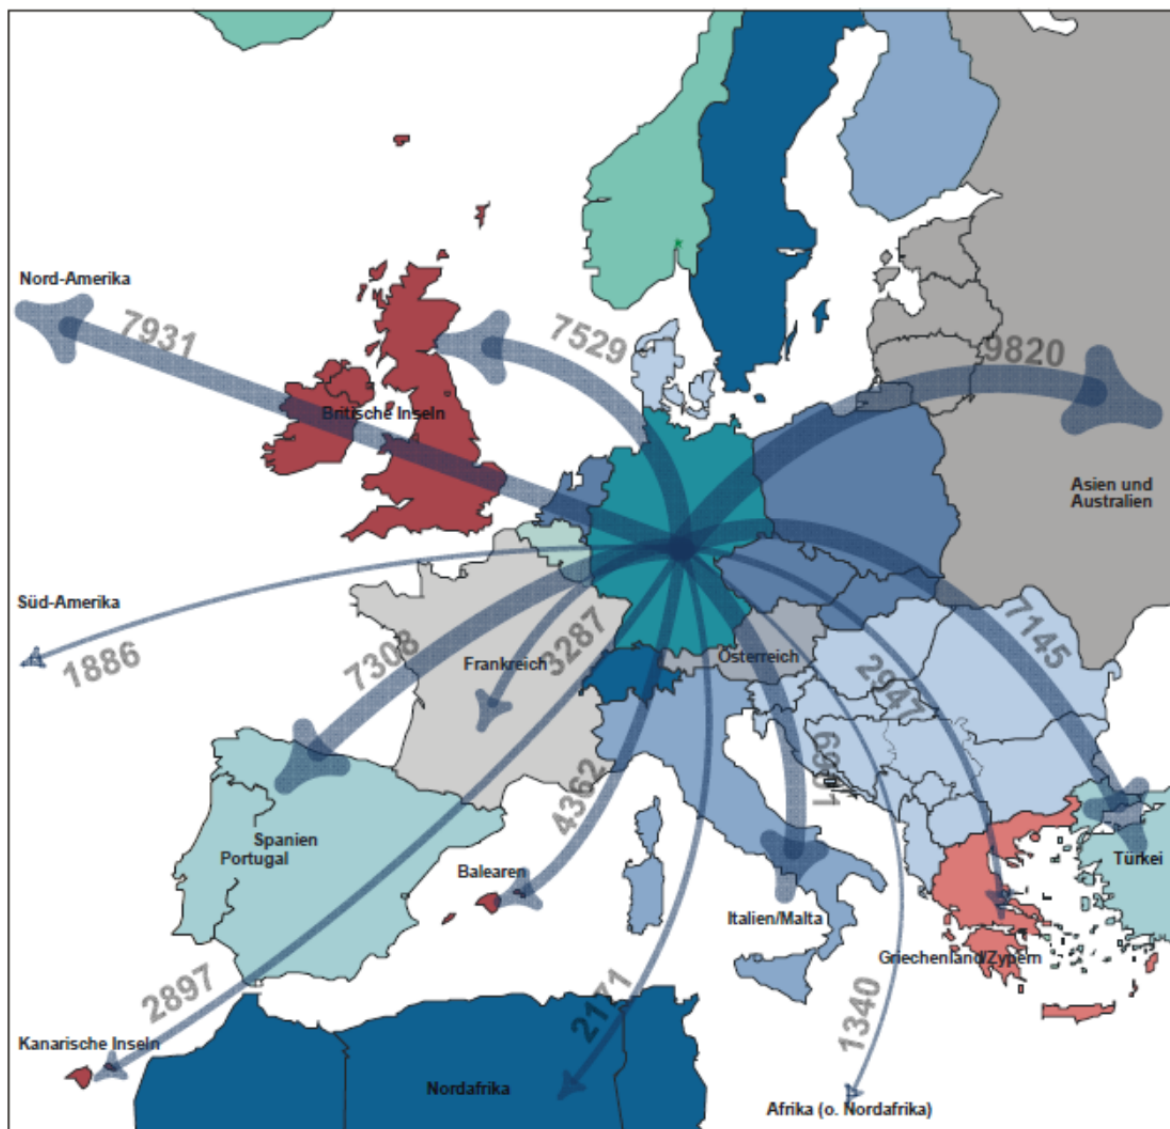 Nord-Amerika
7931
7529
9820
Britische Inseln
Asien und
Australien
Süd-Amerika
1886
7308
Frankreich
3287
Österreich
2947
7145
4362
Spanien
Portugal
Balearen
Türkei
Italien/Malta
Griechenland/Zypern
2897
2171
1340
Kanarische Inseln
Nordafrika
Afrika (o. Nordafrika)